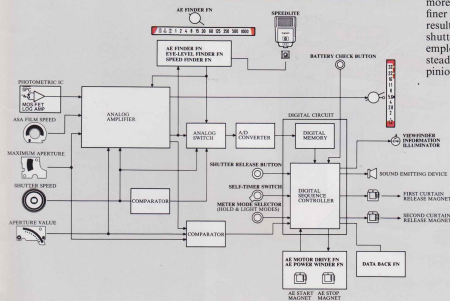 AE FINDER FN
SPEEDLITE
AE FINDER FN
EYE-LEVEL FINDER FN
SPEED FINDER FN
BATTERY CHECK BUTTON
more
finer
result
shutt
emplo
stead
pinio
PHOTOMETRIC IC
SPC
MOS-FET
LOG AMP
ASA FILM SPEED
MAXIMUM APERTURE
SHUTTER SPEED
APERTURE VALUE
ANALOG
AMPLIFIER
ANALOG
SWITCH
A/D
CONVERTER
DIGITAL CIRCUIT
DIGITAL
MEMORY
COMPARATOR
COMPARATOR
SHUTTER RELEASE BUTTON
SELF-TIMER SWITCH
METER MODE SELECTOR
(HOLD & LIGHT MODES)
DIGITAL
SEQUENCE
CONTROLLER
VIEWFINDER
INFORMATION
ILLUMINATOR
SOUND EMITTING DEVICE
FIRST CURTAIN
RELEASE MAGNET
SECOND CURTAIN
RELEASE MAGNET
AE MOTOR DRIVE FN
AE POWER WINDER FN
AE START
MAGNET
AE STOP
MAGNET
DATA BACK FN